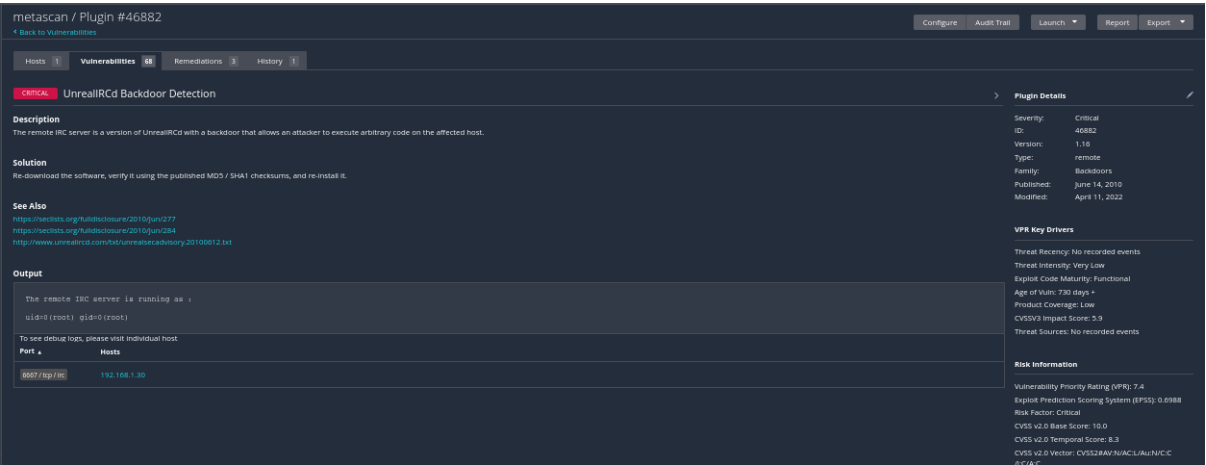 metascan / Plugin #46882
Back to Vulnerabilities
Configure Audit Trail Launch Report Export
Hosts 1 Vulnerabilities 68 Remediations 3 History 1
CRITICAL UnrealIRCd Backdoor Detection
Description
The remote IRC server is a version of UnrealIRCd with a backdoor that allows an attacker to execute arbitrary code on the affected host.
Solution
Re-download the software, verify it using the published MD5 / SHA1 checksums, and re-install it.
See Also
https://seclists.org/fulldisclosure/2010/Jun/277
https://seclists.org/fulldisclosure/2010/Jun/284
http://www.unrealircd.com/txt/unrealsecadvisory.20100612.txt
Output
The remote IRC server is running as :
uid=0(root) gid=0(root)
To see debug logs, please visit individual host
Port Hosts
6667 / tcp / irc 192.168.1.30
Plugin Details
Severity: Critical
ID: 46882
Version: 1.16
Type: remote
Family: Backdoors
Published: June 14, 2010
Modified: April 11, 2022
VPR Key Drivers
Threat Recency: No recorded events
Threat Intensity: Very Low
Exploit Code Maturity: Functional
Age of Vuln: 730 days +
Product Coverage: Low
CVSSV3 Impact Score: 5.9
Threat Sources: No recorded events
Risk Information
Vulnerability Priority Rating (VPR): 7.4
Exploit Prediction Scoring System (EPSS): 0.6988
Risk Factor: Critical
CVSS v2.0 Base Score: 10.0
CVSS v2.0 Temporal Score: 8.3
CVSS v2.0 Vector: CVSS2#AV:N/AC:L/Au:N/C:C
/I:C/A:C